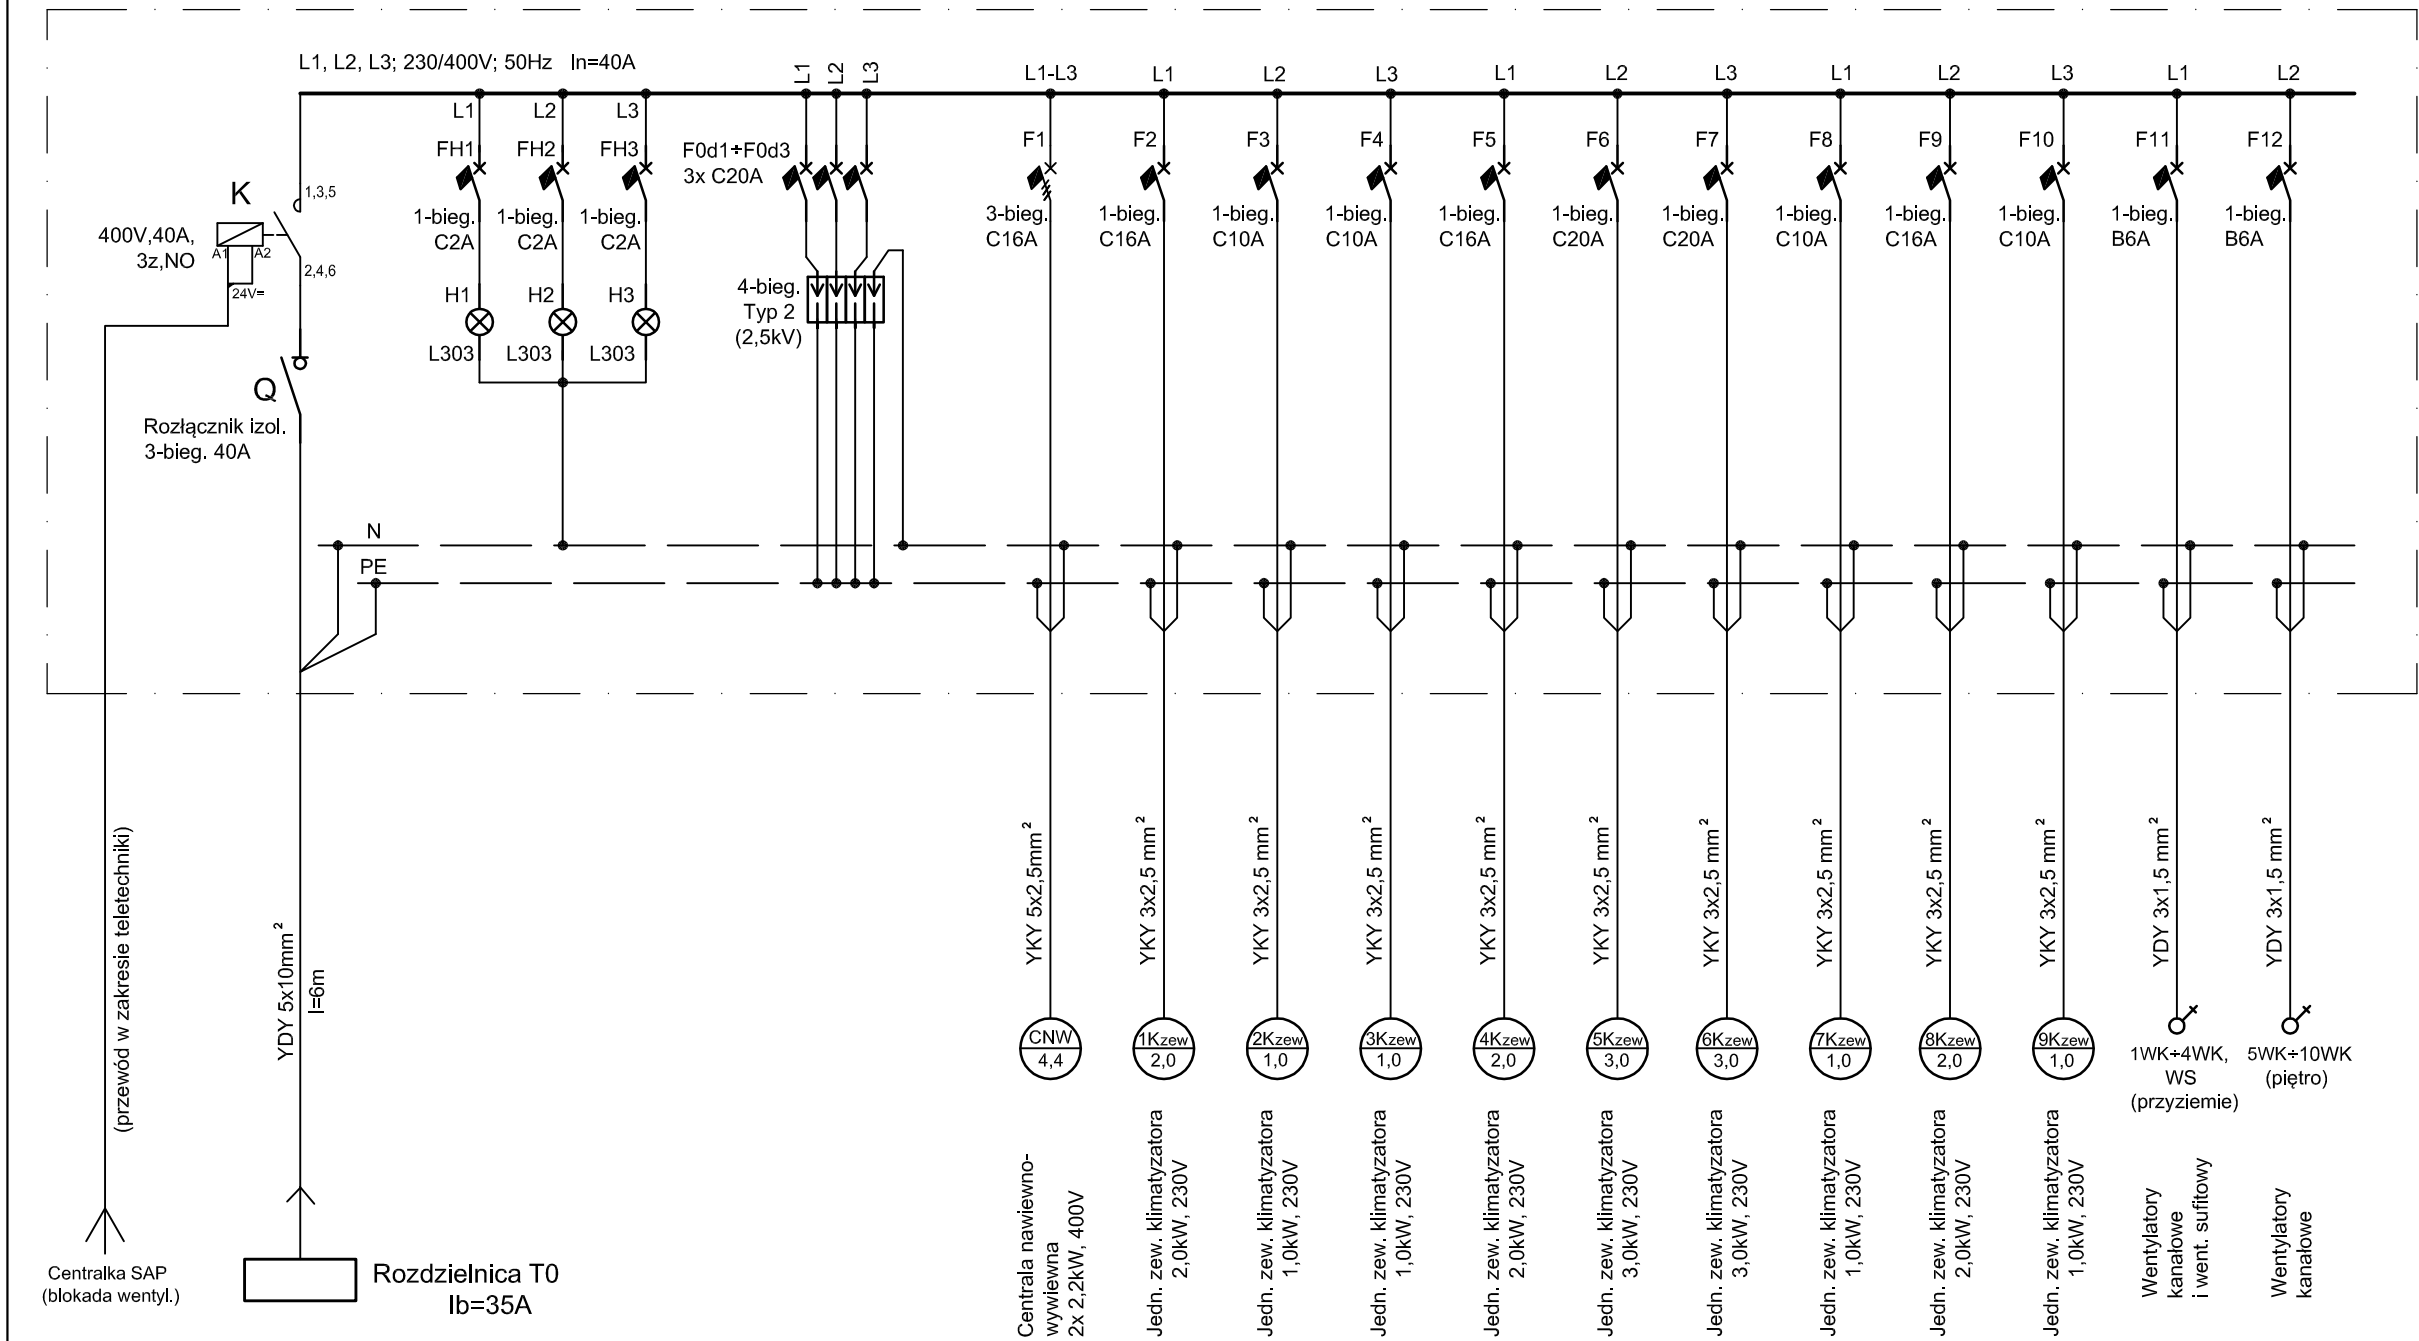 L1, L2, L3; 230/400V; 50Hz In=40A
L1
L2
L3
L1-L3
L1
L2
L3
L1
L2
L3
L1
L2
L3
L1
L2
L1
L2
L3
FH1
FH2
FH3
F0d1÷F0d3
3x C20A
F1
F2
F3
F4
F5
F6
F7
F8
F9
F10
F11
F12
K
1,3,5
400V,40A,
3z,NO
A1
A2
2,4,6
24V=
1-bieg.
C2A
1-bieg.
C2A
1-bieg.
C2A
3-bieg.
C16A
1-bieg.
C16A
1-bieg.
C10A
1-bieg.
C10A
1-bieg.
C16A
1-bieg.
C20A
1-bieg.
C20A
1-bieg.
C10A
1-bieg.
C16A
1-bieg.
C10A
1-bieg.
B6A
1-bieg.
B6A
H1
H2
H3
4-bieg.
Typ 2
(2,5kV)
L303
L303
L303
Q
Rozłącznik izol.
3-bieg. 40A
N
PE
(przewód w zakresie teletechniki)
YDY 5x10mm²
l=6m
YKY 5x2,5mm²
YKY 3x2,5 mm²
YKY 3x2,5 mm²
YKY 3x2,5 mm²
YKY 3x2,5 mm²
YKY 3x2,5 mm²
YKY 3x2,5 mm²
YKY 3x2,5 mm²
YKY 3x2,5 mm²
YKY 3x2,5 mm²
YDY 3x1,5 mm²
YDY 3x1,5 mm²
CNW
4,4
1Kzew
2,0
2Kzew
1,0
3Kzew
1,0
4Kzew
2,0
5Kzew
3,0
6Kzew
3,0
7Kzew
1,0
8Kzew
2,0
9Kzew
1,0
1WK÷4WK,
WS
(przyziemie)
5WK÷10WK
(piętro)
Centrala nawiewno-
wywiewna
2x 2,2kW, 400V
Jedn. zew. klimatyzatora
2,0kW, 230V
Jedn. zew. klimatyzatora
1,0kW, 230V
Jedn. zew. klimatyzatora
1,0kW, 230V
Jedn. zew. klimatyzatora
2,0kW, 230V
Jedn. zew. klimatyzatora
3,0kW, 230V
Jedn. zew. klimatyzatora
3,0kW, 230V
Jedn. zew. klimatyzatora
1,0kW, 230V
Jedn. zew. klimatyzatora
2,0kW, 230V
Jedn. zew. klimatyzatora
1,0kW, 230V
Wentylatory
kanałowe
i went. sufitowy
Wentylatory
kanałowe
Centralka SAP
(blokada wentyl.)
Rozdzielnica T0
Ib=35A